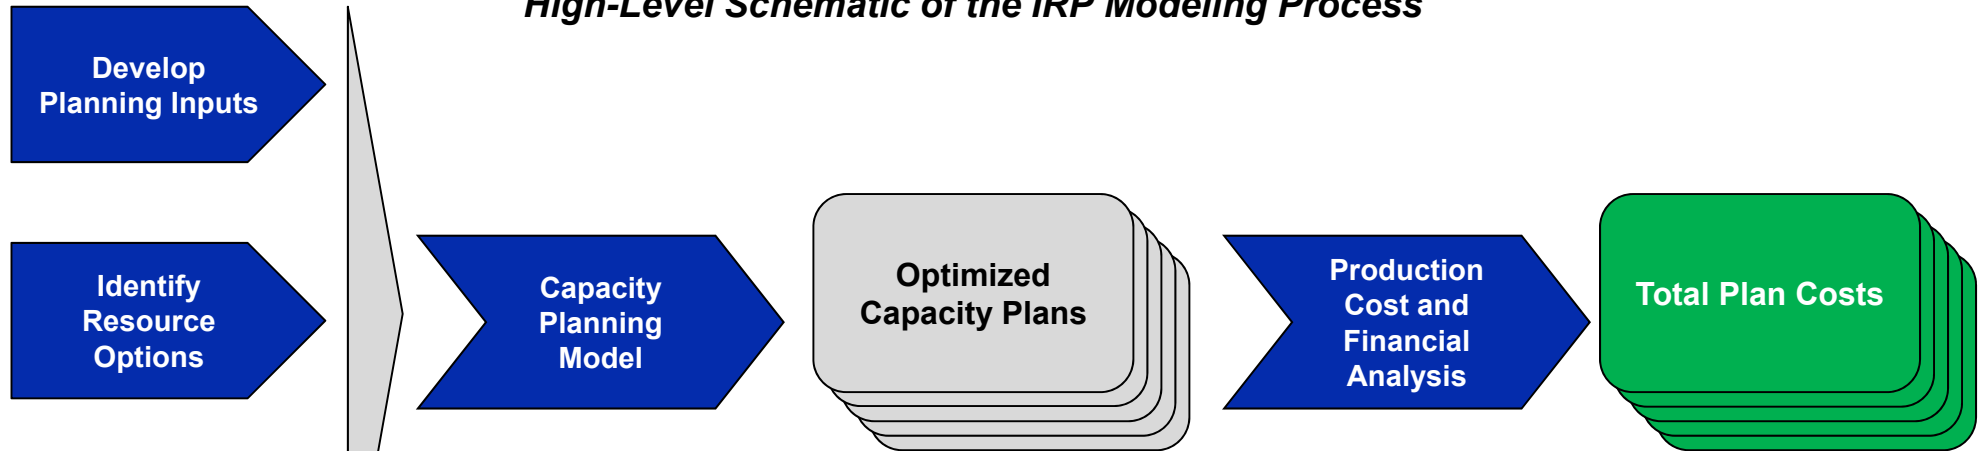 High-Level Schematic of the IRP Modeling Process
Develop
Planning Inputs
Identify
Resource
Options
Capacity
Planning
Model
Optimized
Capacity Plans
Production
Cost and
Financial
Analysis
Total Plan Costs